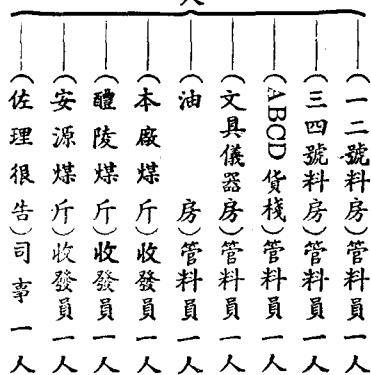 人
（一二號料房）管料員一人
（三四號料房）管料員一人
（ABCD貨棧）管料員一人
（文具儀器房）管料員一人
（油房）管料員一人
（本廠煤斤）收發員一人
（醴陵煤斤）收發員一人
（安源煤斤）收發員一人
（佐理很告）司事一人